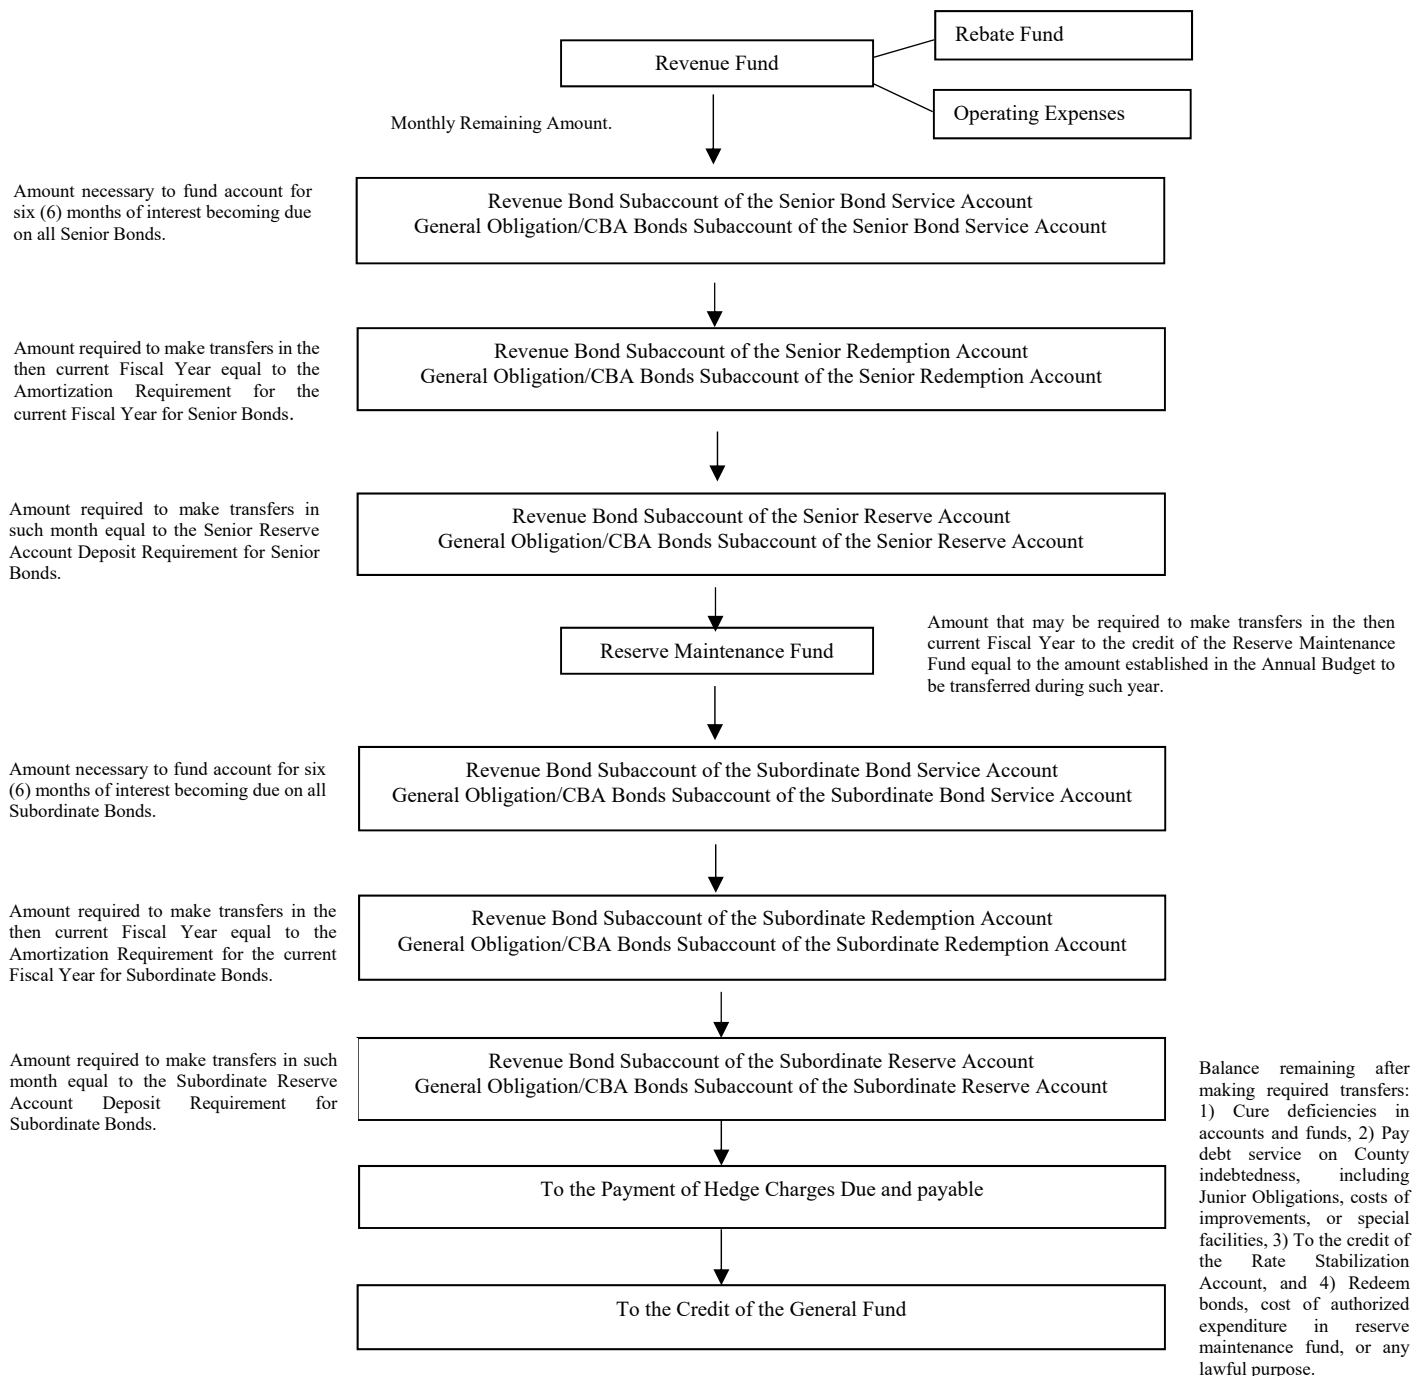 Rebate Fund
Revenue Fund
Operating Expenses
Monthly Remaining Amount.
Amount necessary to fund account for
six (6) months of interest becoming due
on all Senior Bonds.
Revenue Bond Subaccount of the Senior Bond Service Account
General Obligation/CBA Bonds Subaccount of the Senior Bond Service Account
Amount required to make transfers in the
then current Fiscal Year equal to the
Amortization Requirement for the
current Fiscal Year for Senior Bonds.
Revenue Bond Subaccount of the Senior Redemption Account
General Obligation/CBA Bonds Subaccount of the Senior Redemption Account
Amount required to make transfers in
such month equal to the Senior Reserve
Account Deposit Requirement for Senior
Bonds.
Revenue Bond Subaccount of the Senior Reserve Account
General Obligation/CBA Bonds Subaccount of the Senior Reserve Account
Reserve Maintenance Fund
Amount that may be required to make transfers in the then
current Fiscal Year to the credit of the Reserve Maintenance
Fund equal to the amount established in the Annual Budget to
be transferred during such year.
Amount necessary to fund account for six
(6) months of interest becoming due on all
Subordinate Bonds.
Revenue Bond Subaccount of the Subordinate Bond Service Account
General Obligation/CBA Bonds Subaccount of the Subordinate Bond Service Account
Amount required to make transfers in the
then current Fiscal Year equal to the
Amortization Requirement for the current
Fiscal Year for Subordinate Bonds.
Revenue Bond Subaccount of the Subordinate Redemption Account
General Obligation/CBA Bonds Subaccount of the Subordinate Redemption Account
Amount required to make transfers in such
month equal to the Subordinate Reserve
Account Deposit Requirement for
Subordinate Bonds.
Revenue Bond Subaccount of the Subordinate Reserve Account
General Obligation/CBA Bonds Subaccount of the Subordinate Reserve Account
To the Payment of Hedge Charges Due and payable
To the Credit of the General Fund
Balance remaining after
making required transfers:
1) Cure deficiencies in
accounts and funds, 2) Pay
debt service on County
indebtedness, including
Junior Obligations, costs of
improvements, or special
facilities, 3) To the credit of
the Rate Stabilization
Account, and 4) Redeem
bonds, cost of authorized
expenditure in reserve
maintenance fund, or any
lawful purpose.